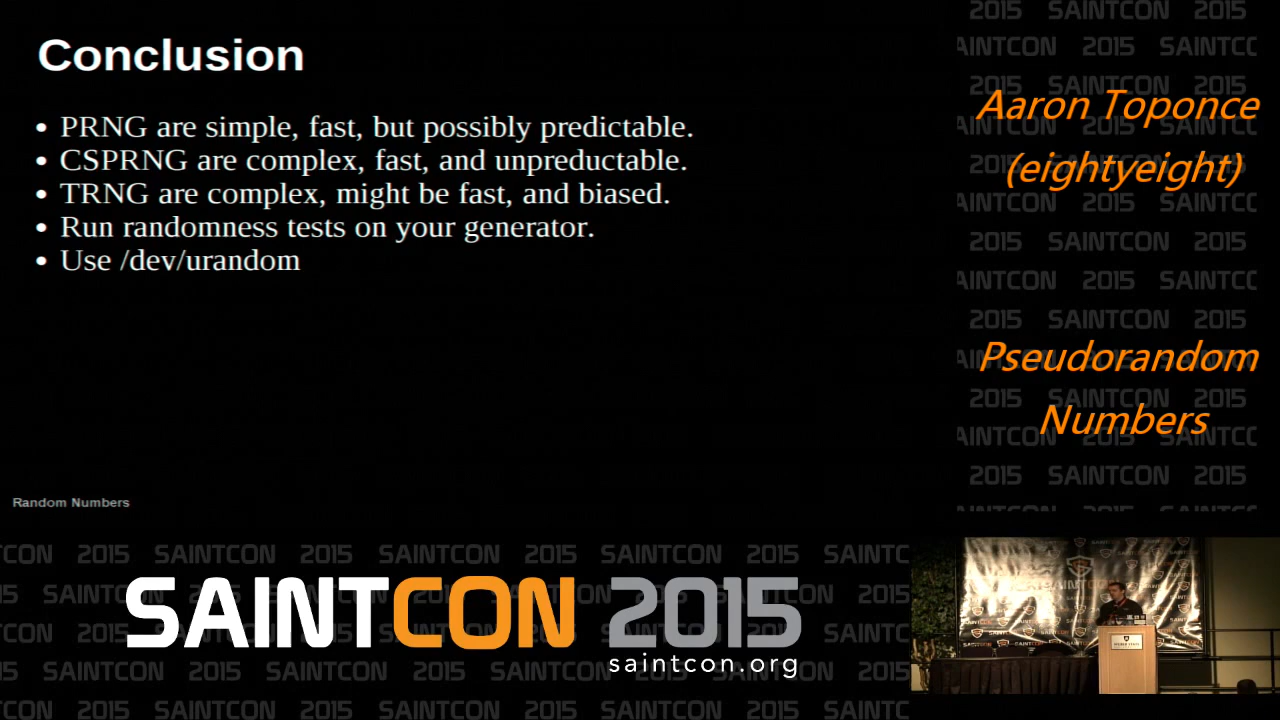 Conclusion
• PRNG are simple, fast, but possibly predictable.
• CSPRNG are complex, fast, and unpreductable.
• TRNG are complex, might be fast, and biased.
• Run randomness tests on your generator.
• Use /dev/urandom
Random Numbers
Aaron Toponce
(eightyeight)
Pseudorandom
Numbers
SAINTCON 2015
saintcon.org